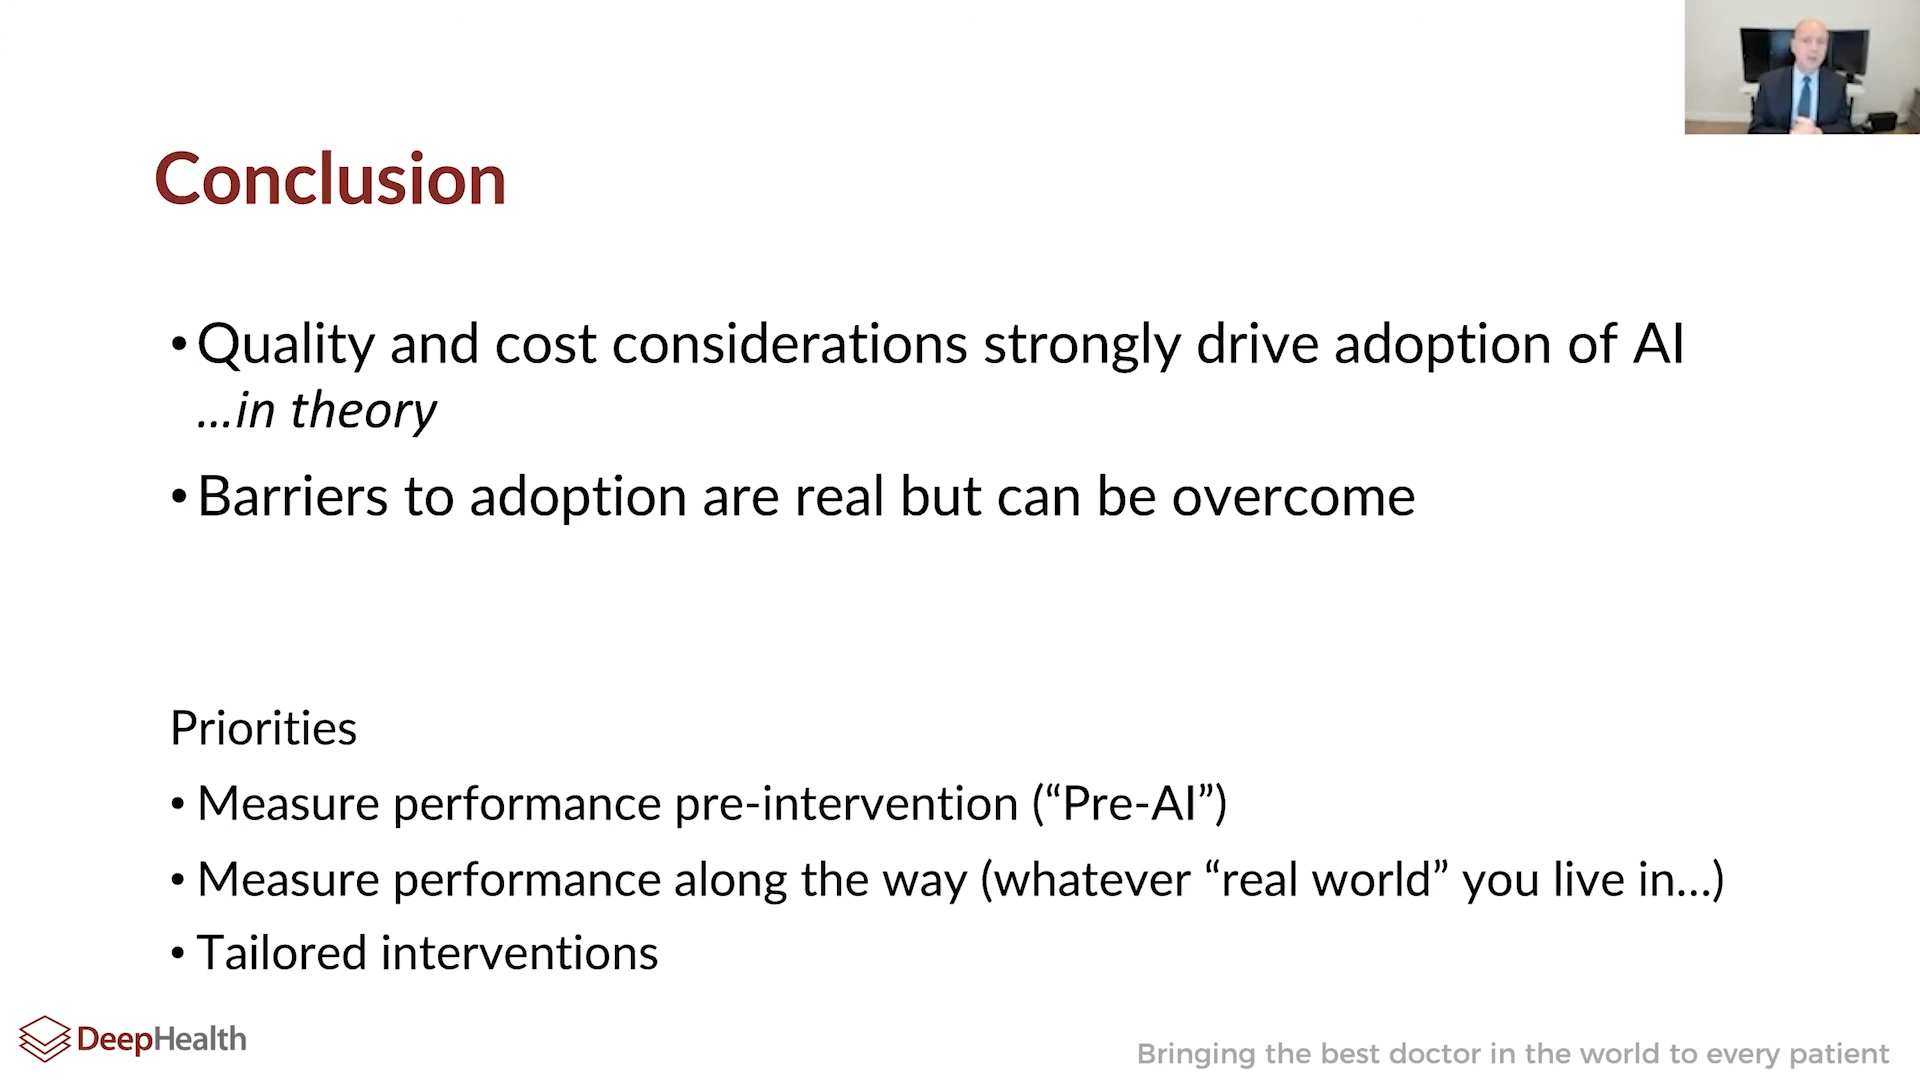 Conclusion
• Quality and cost considerations strongly drive adoption of AI
...in theory
• Barriers to adoption are real but can be overcome
Priorities
• Measure performance pre-intervention (“Pre-AI”)
• Measure performance along the way (whatever “real world” you live in...)
• Tailored interventions
DeepHealth
Bringing the best doctor in the world to every patient